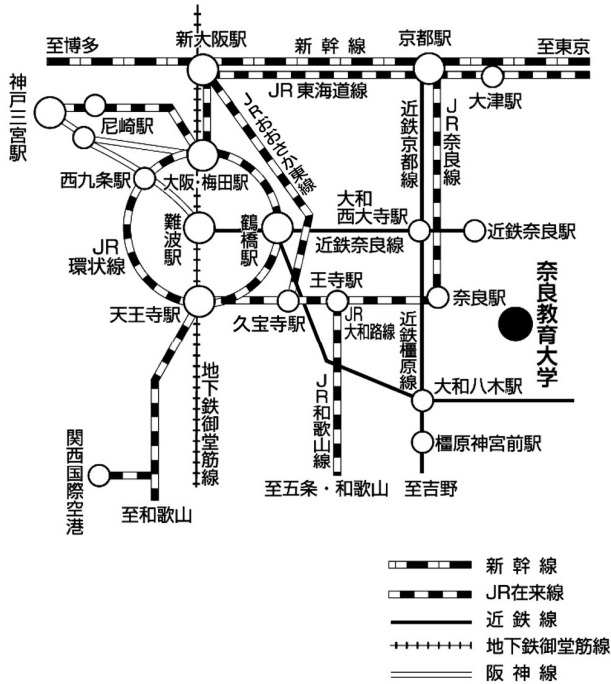 新大阪駅
京都駅
至博多
新幹線
至東京
JR東海道線
大津駅
神戸三宮駅
尼崎駅
JRおおさか東線
近鉄京都線
JR奈良線
西九条駅
大阪・梅田駅
大和
西大寺駅
難波駅
鶴橋駅
近鉄奈良線
近鉄奈良駅
JR
環状線
王寺駅
奈良駅
奈良教育大学
天王寺駅
久宝寺駅
JR
大和路線
近鉄橿原線
大和八木駅
地下鉄御堂筋線
JR和歌山線
橿原神宮前駅
関西国際空港
至和歌山
至五条・和歌山
至吉野
新幹線
JR在来線
近鉄線
地下鉄御堂筋線
阪神線